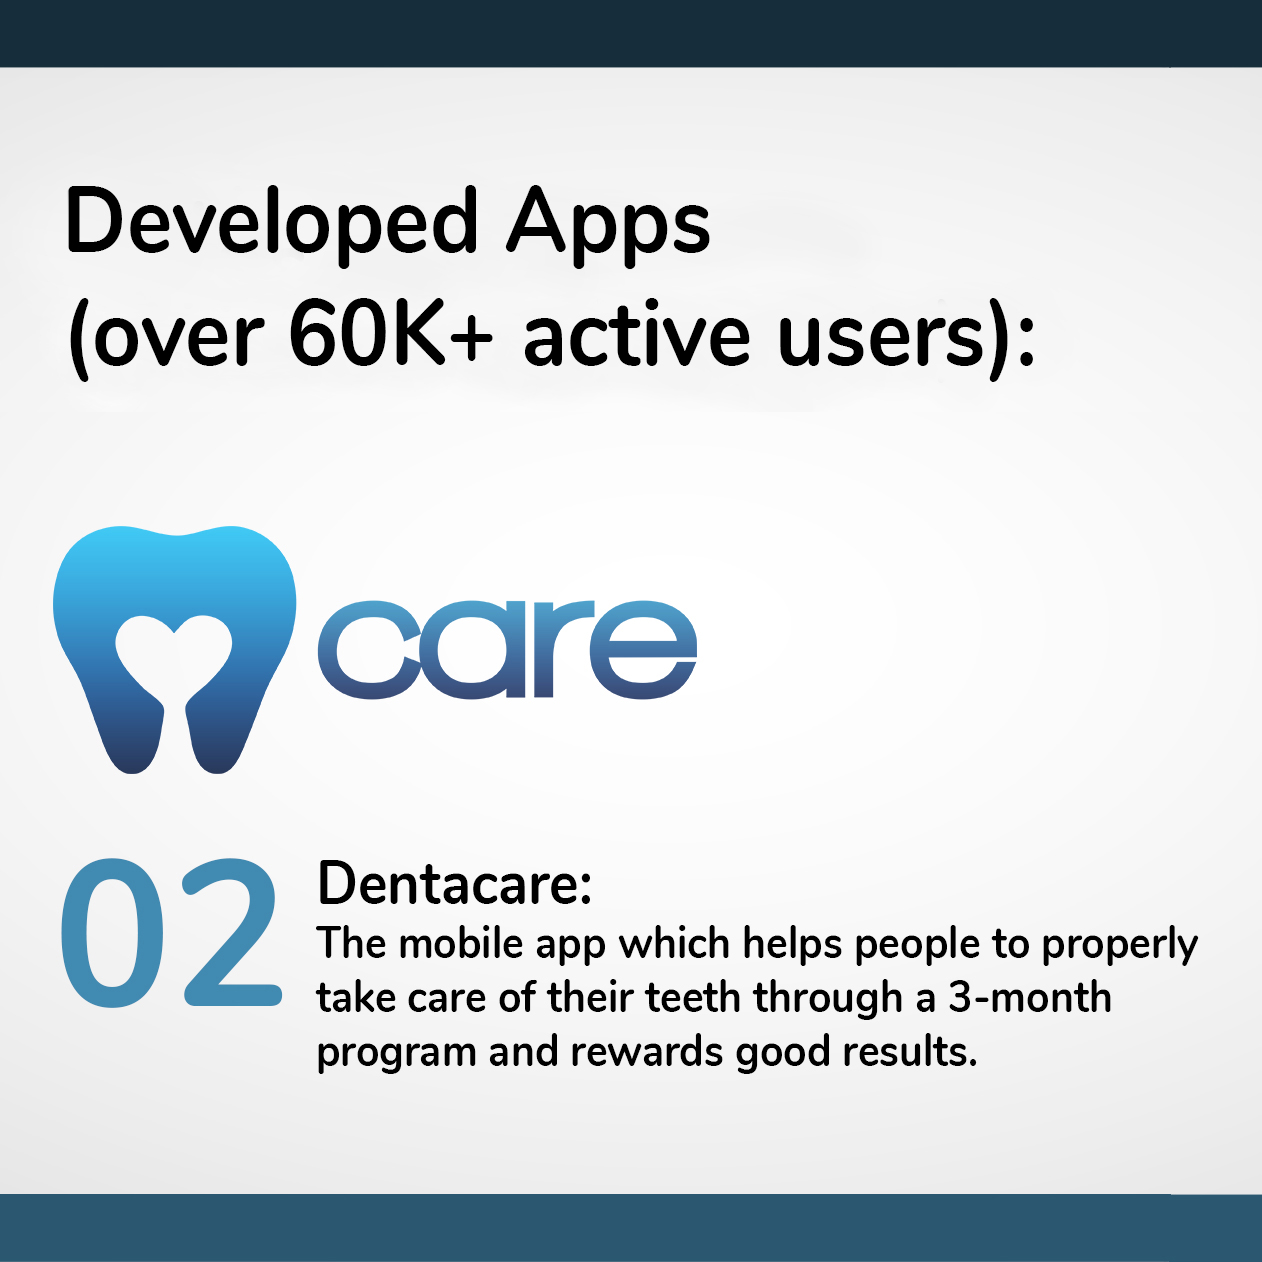 Developed Apps
(over 60K+ active users):
care
02
Dentacare:
The mobile app which helps people to properly
take care of their teeth through a 3-month
program and rewards good results.